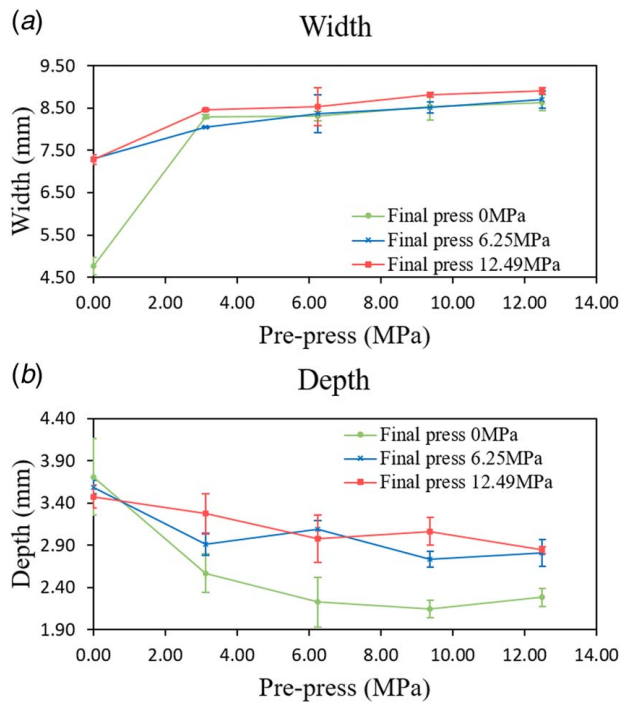 (a)
Width
9.50
8.50
7.50
6.50
5.50
4.50
Width (mm)
Final press 0MPa
Final press 6.25MPa
Final press 12.49MPa
0.00 2.00 4.00 6.00 8.00 10.00 12.00 14.00
Pre-press (MPa)
(b)
Depth
4.40
3.90
3.40
2.90
2.40
1.90
Depth (mm)
Final press 0MPa
Final press 6.25MPa
Final press 12.49MPa
0.00 2.00 4.00 6.00 8.00 10.00 12.00 14.00
Pre-press (MPa)